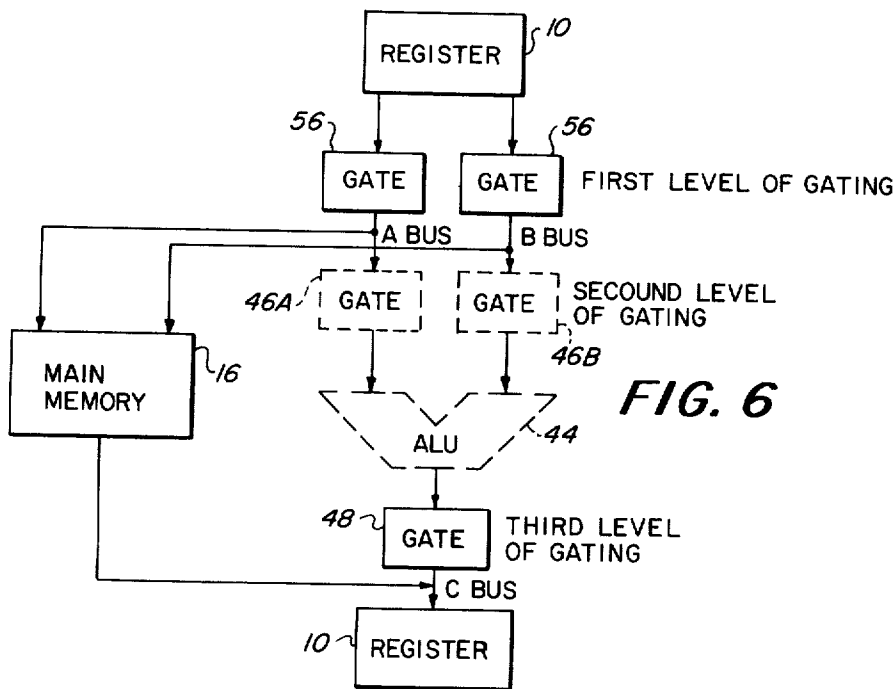 10
REGISTER
56
56
GATE
GATE
FIRST LEVEL OF GATING
A BUS
B BUS
46A
GATE
GATE
SECOUND LEVEL
OF GATING
46B
MAIN
MEMORY
16
FIG. 6
ALU
44
48
GATE
THIRD LEVEL
OF GATING
C BUS
10
REGISTER